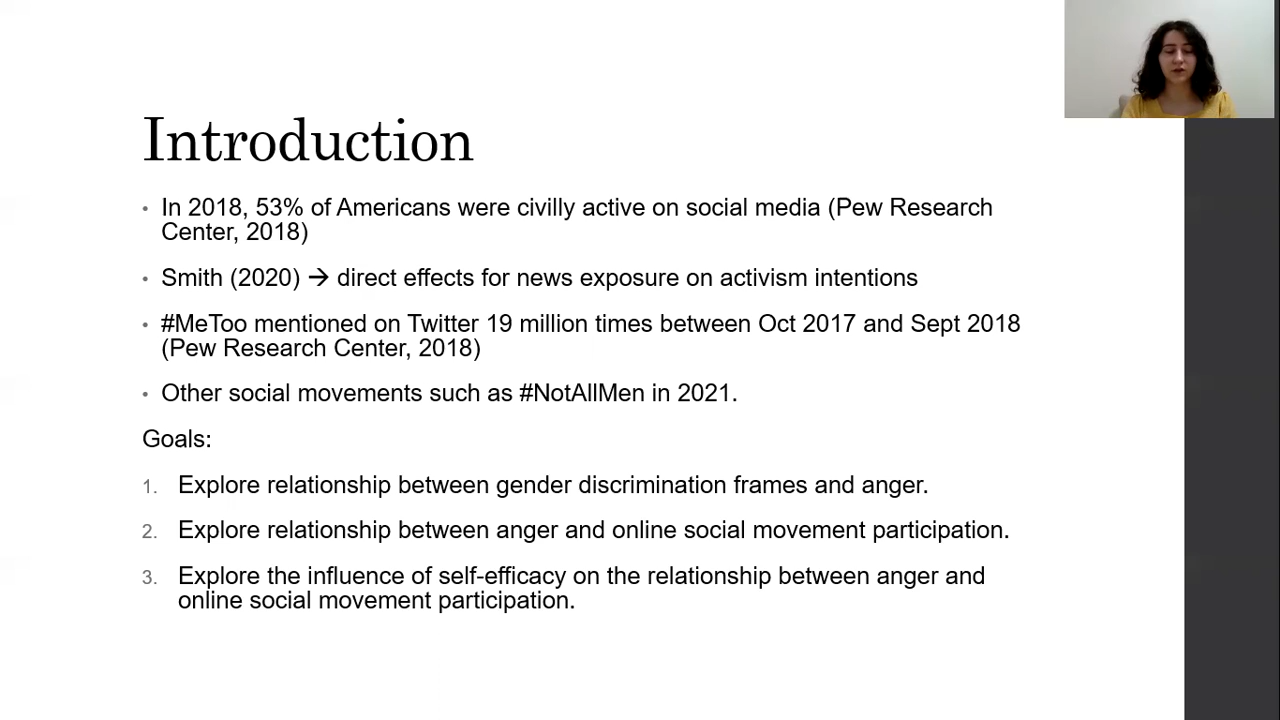 Introduction
• In 2018, 53% of Americans were civilly active on social media (Pew Research
Center, 2018)
• Smith (2020) → direct effects for news exposure on activism intentions
• #MeToo mentioned on Twitter 19 million times between Oct 2017 and Sept 2018
(Pew Research Center, 2018)
• Other social movements such as #NotAllMen in 2021.
Goals:
1. Explore relationship between gender discrimination frames and anger.
2. Explore relationship between anger and online social movement participation.
3. Explore the influence of self-efficacy on the relationship between anger and
online social movement participation.